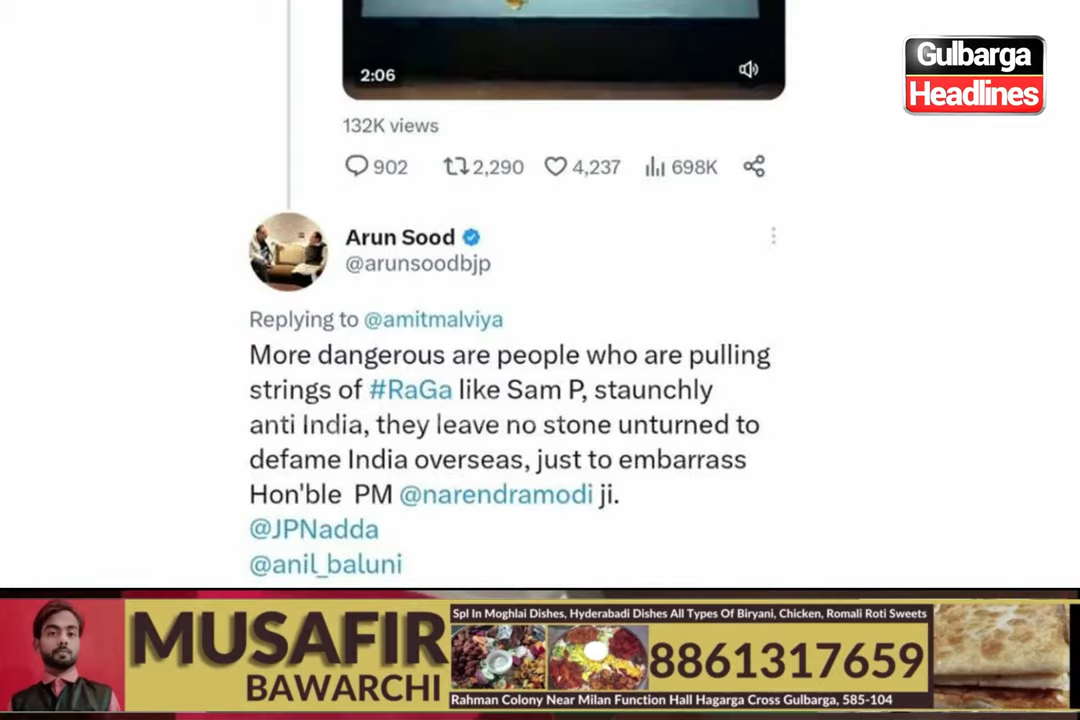 Gulbarga
Headlines
2:06
132K views
902 2,290 4,237 698K
Arun Sood
@arunsoodbjp
Replying to @amitmalviya
More dangerous are people who are pulling
strings of #RaGa like Sam P, staunchly
anti India, they leave no stone unturned to
defame India overseas, just to embarrass
Hon'ble PM @narendramodi ji.
@JPNadda
@anil_baluni
MUSAFIR
BAWARCHI
Spl In Moghlai Dishes, Hyderabadi Dishes All Types Of Biryani, Chicken, Romali Roti Sweets
8861317659
Rahman Colony Near Milan Function Hall Hagarga Cross Gulbarga, 585-104